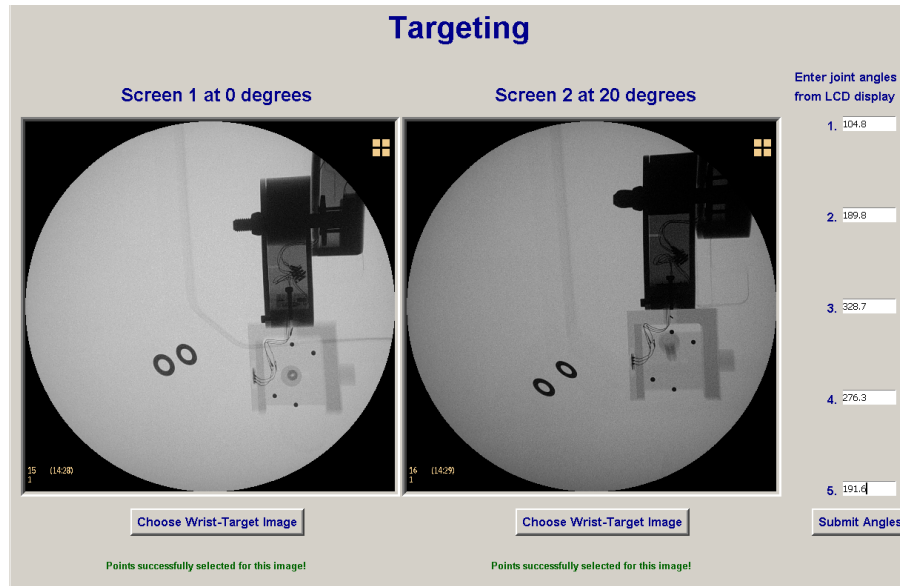 Targeting
Screen 1 at 0 degrees
Screen 2 at 20 degrees
Enter joint angles
from LCD display
1. 104.8
2. 189.8
3. 328.7
4. 276.3
5. 191.6
15 (14:28)
1
16 (14:29)
1
Choose Wrist-Target Image
Choose Wrist-Target Image
Submit Angles
Points successfully selected for this image!
Points successfully selected for this image!